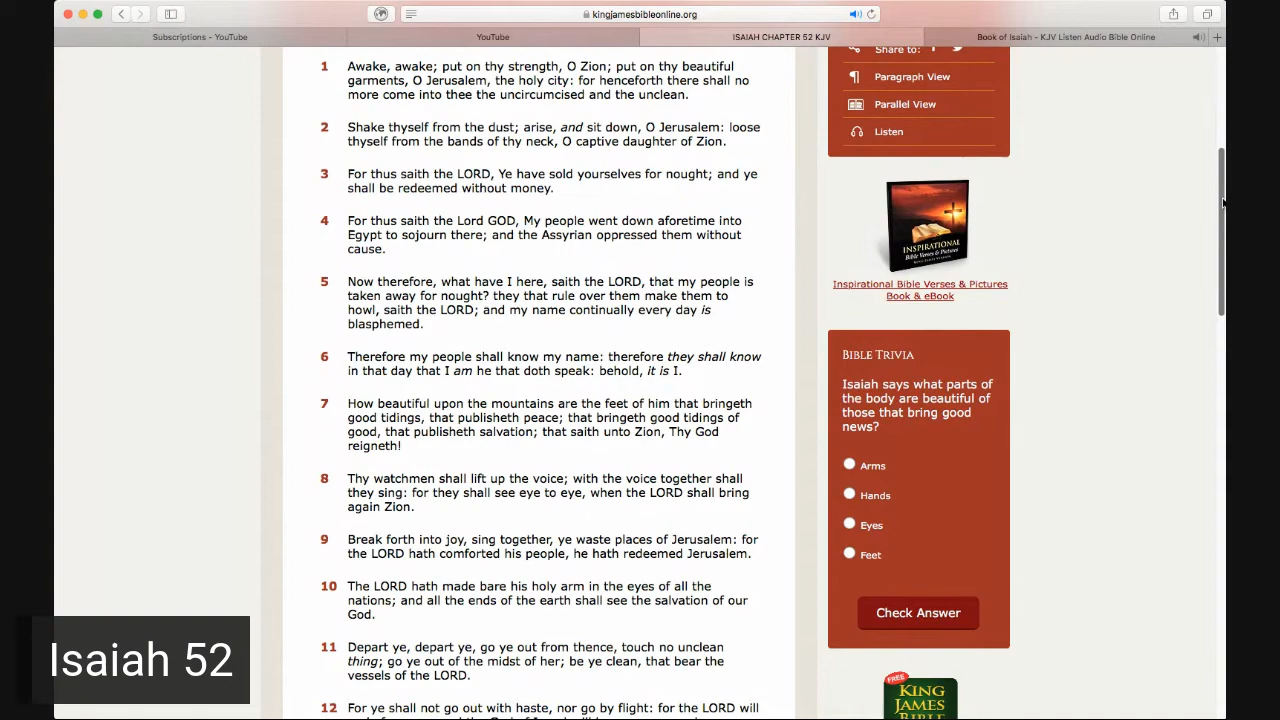 kingjamesbibleonline.org
Subscriptions - YouTube
YouTube
ISAIAH CHAPTER 52 KJV
Book of Isaiah - KJV Listen Audio Bible Online
1 Awake, awake; put on thy strength, O Zion; put on thy beautiful
garments, O Jerusalem, the holy city: for henceforth there shall no
more come into thee the uncircumcised and the unclean.
2 Shake thyself from the dust; arise, and sit down, O Jerusalem: loose
thyself from the bands of thy neck, O captive daughter of Zion.
3 For thus saith the LORD, Ye have sold yourselves for nought; and ye
shall be redeemed without money.
4 For thus saith the Lord GOD, My people went down aforetime into
Egypt to sojourn there; and the Assyrian oppressed them without
cause.
5 Now therefore, what have I here, saith the LORD, that my people is
taken away for nought? they that rule over them make them to
howl, saith the LORD; and my name continually every day is
blasphemed.
6 Therefore my people shall know my name: therefore they shall know
in that day that I am he that doth speak: behold, it is I.
7 How beautiful upon the mountains are the feet of him that bringeth
good tidings, that publisheth peace; that bringeth good tidings of
good, that publisheth salvation; that saith unto Zion, Thy God
reigneth!
8 Thy watchmen shall lift up the voice; with the voice together shall
they sing: for they shall see eye to eye, when the LORD shall bring
again Zion.
9 Break forth into joy, sing together, ye waste places of Jerusalem: for
the LORD hath comforted his people, he hath redeemed Jerusalem.
10 The LORD hath made bare his holy arm in the eyes of all the
nations; and all the ends of the earth shall see the salvation of our
God.
11 Depart ye, depart ye, go ye out from thence, touch no unclean
thing; go ye out of the midst of her; be ye clean, that bear the
vessels of the LORD.
12 For ye shall not go out with haste, nor go by flight: for the LORD will
Share to:
Paragraph View
Parallel View
Listen
INSPIRATIONAL
Bible Verses & Pictures
Inspirational Bible Verses & Pictures
Book & eBook
BIBLE TRIVIA
Isaiah says what parts of
the body are beautiful of
those that bring good
news?
Arms
Hands
Eyes
Feet
Check Answer
FREE
KING
JAMES
BIBLE
Isaiah 52